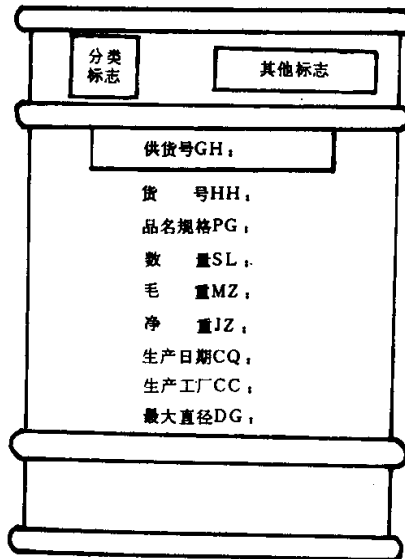 分类
标志
其他标志
供货号GH：
货 号HH：
品名规格PG：
数 量SL：
毛 重MZ：
净 重JZ：
生产日期CQ：
生产工厂CC：
最大直径DG：